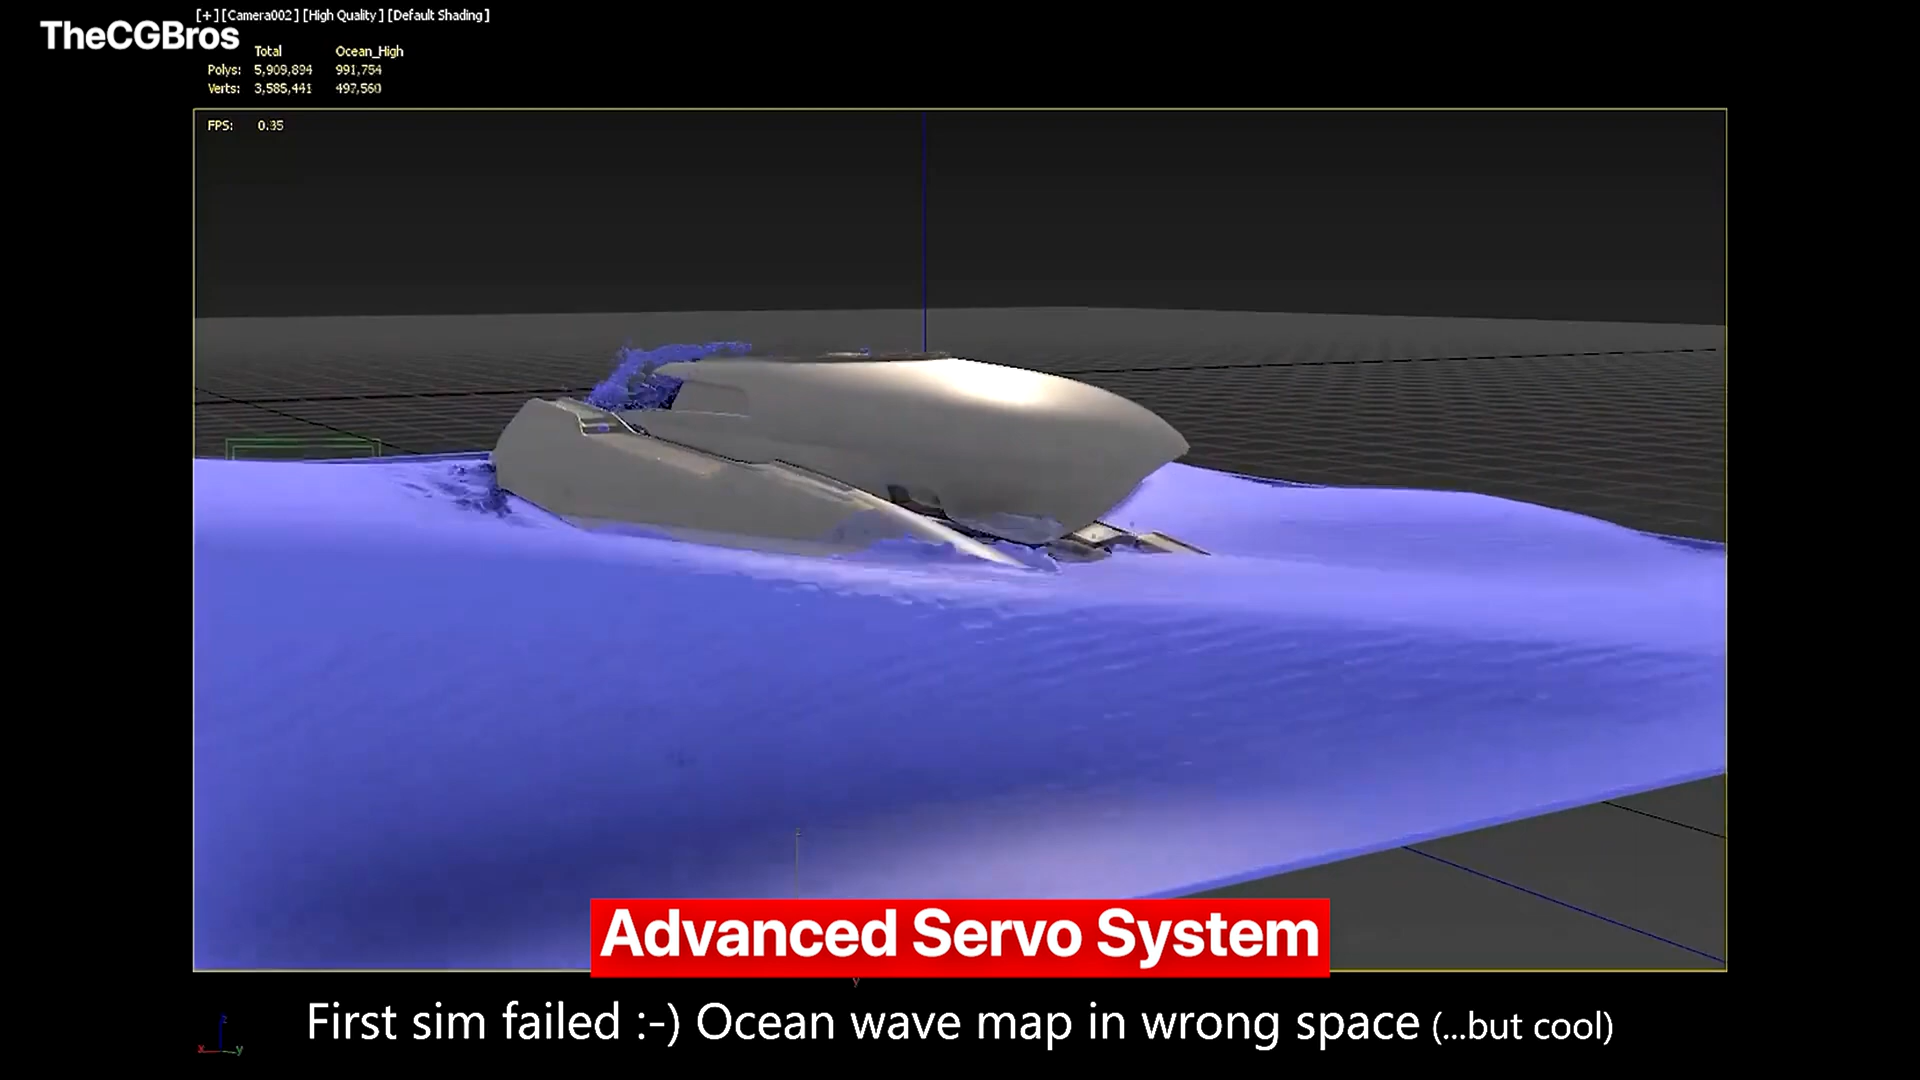 [+] [Camera002] [High Quality] [Default Shading]
TheCGBros
Total Ocean_High
Polys: 5,909,894 991,754
Verts: 3,585,441 497,560
FPS: 0.35
Advanced Servo System
y
First sim failed :-) Ocean wave map in wrong space (...but cool)
z
x y